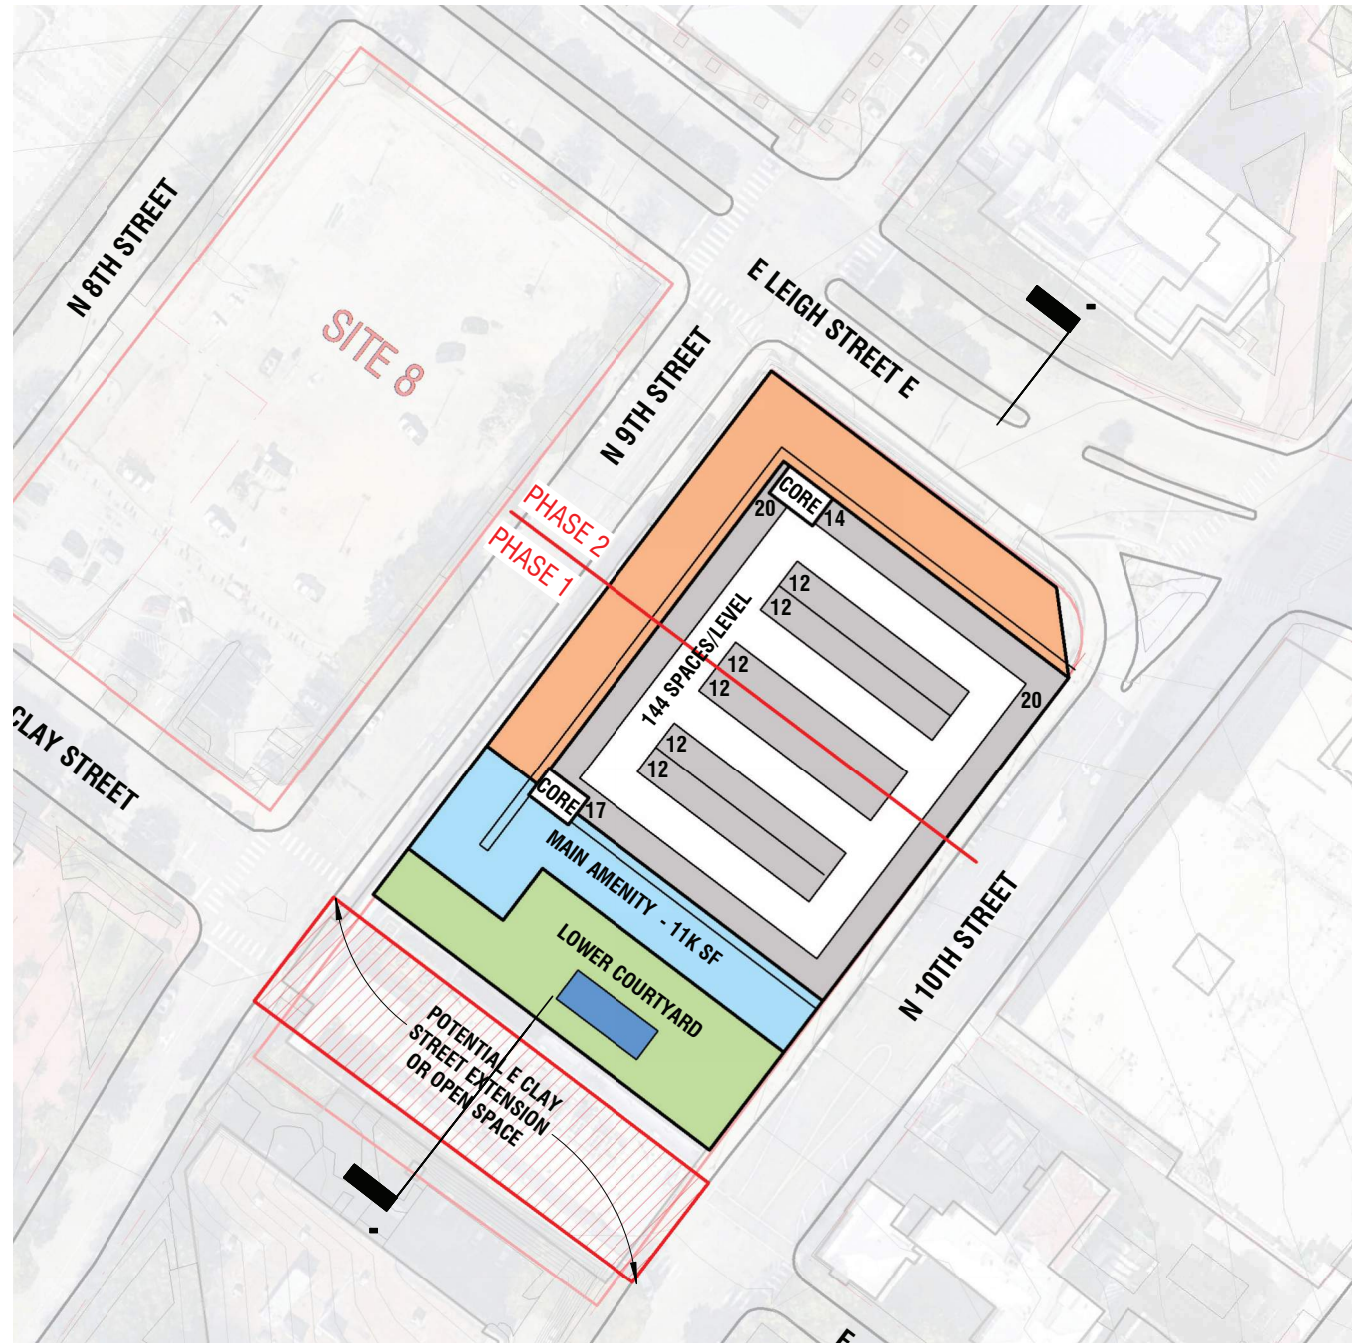 N 8TH STREET
SITE 8
E LEIGH STREET E
N 9TH STREET
PHASE 2
PHASE 1
CORE
20
14
12
12
144 SPACES/LEVEL
12
12
20
12
12
CORE
17
CLAY STREET
MAIN AMENITY - 11K SF
LOWER COURTYARD
N 10TH STREET
POTENTIAL E CLAY
STREET EXTENSION
OR OPEN SPACE
E